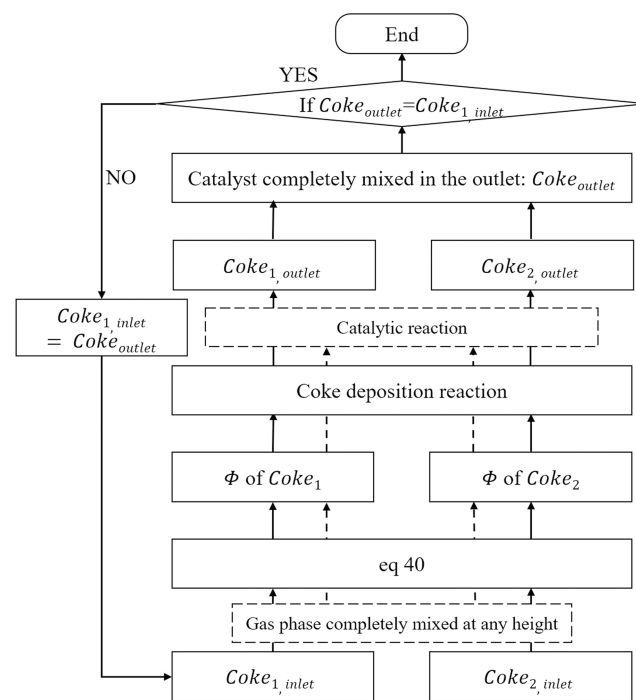 End
YES
If Coke_outlet=Coke_1, inlet
NO
Catalyst completely mixed in the outlet: Coke_outlet
Coke_1, outlet
Coke_2, outlet
Coke_1, inlet
= Coke_outlet
Catalytic reaction
Coke deposition reaction
Φ of Coke_1
Φ of Coke_2
eq 40
Gas phase completely mixed at any height
Coke_1, inlet
Coke_2, inlet